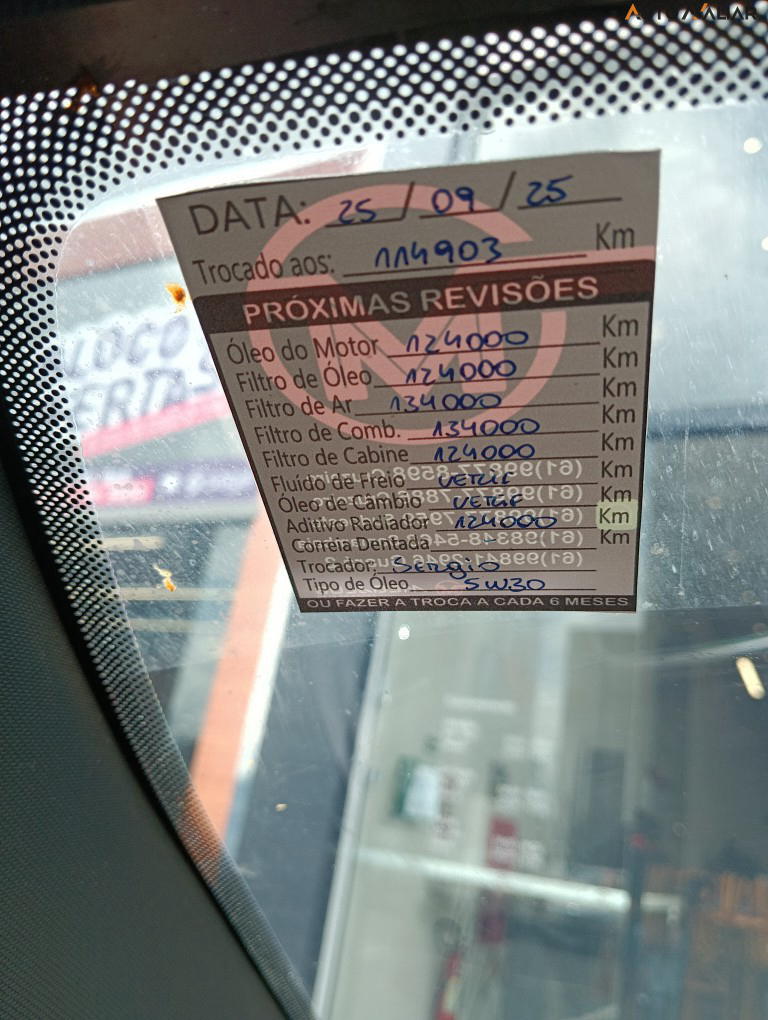 AUTOAVALIAR
DATA: 25 / 09 / 25
Trocado aos: 114903 Km
PRÓXIMAS REVISÕES
Óleo do Motor 124000 Km
Filtro de Óleo 124000 Km
Filtro de Ar 134000 Km
Filtro de Comb. 134000 Km
Filtro de Cabine 124000 Km
Fluído de Freio Km
Óleo de Câmbio Km
Aditivo Radiador 124000 Km
Correia Dentada - Km
Trocador: Sergio
Tipo de Óleo 5W30
OU FAZER A TROCA A CADA 6 MESES
LOCO
ERTAS